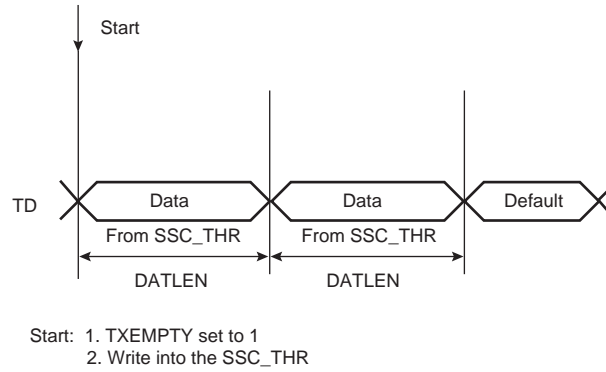 Start
TD
Data
Data
Default
From SSC_THR
From SSC_THR
DATLEN
DATLEN
Start: 1. TXEMPTY set to 1
2. Write into the SSC_THR